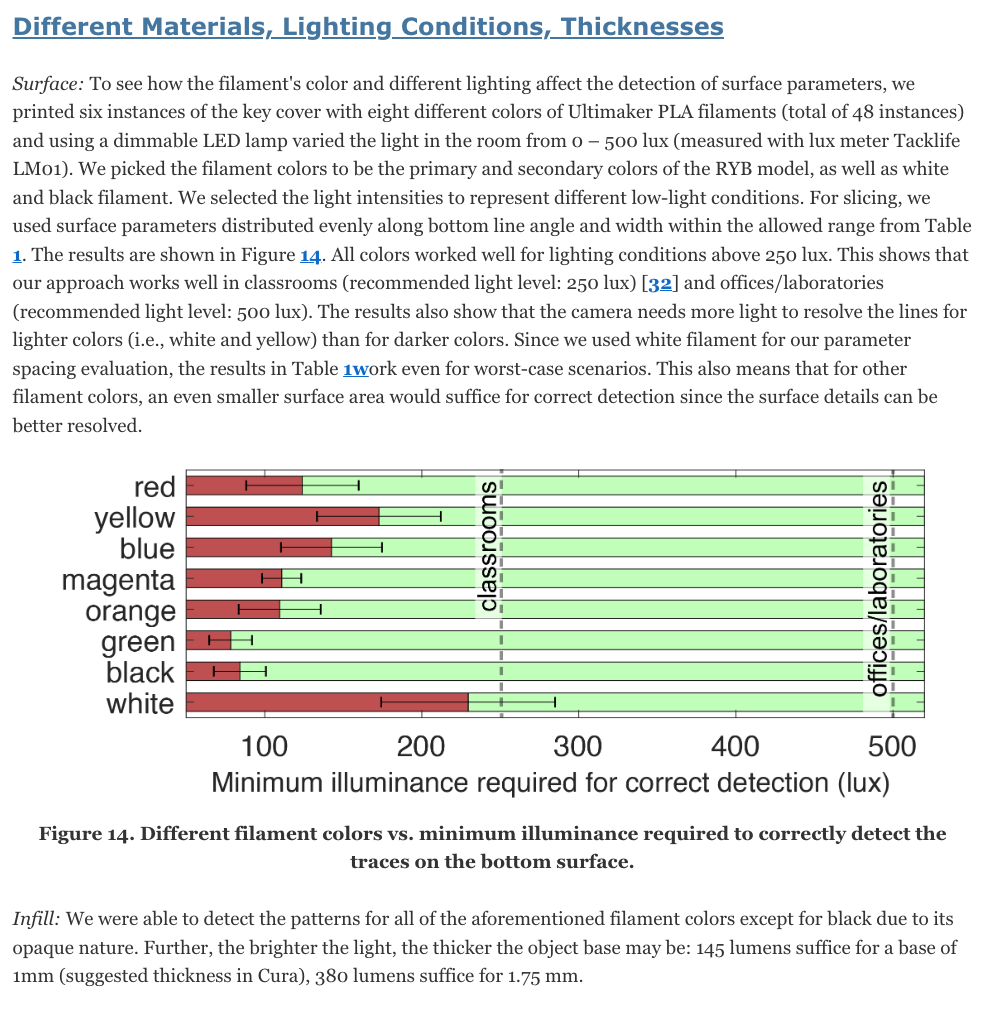 Different Materials, Lighting Conditions, Thicknesses
Surface: To see how the filament's color and different lighting affect the detection of surface parameters, we
printed six instances of the key cover with eight different colors of Ultimaker PLA filaments (total of 48 instances)
and using a dimmable LED lamp varied the light in the room from 0 – 500 lux (measured with lux meter Tacklife
LM01). We picked the filament colors to be the primary and secondary colors of the RYB model, as well as white
and black filament. We selected the light intensities to represent different low-light conditions. For slicing, we
used surface parameters distributed evenly along bottom line angle and width within the allowed range from Table
1. The results are shown in Figure 14. All colors worked well for lighting conditions above 250 lux. This shows that
our approach works well in classrooms (recommended light level: 250 lux) [32] and offices/laboratories
(recommended light level: 500 lux). The results also show that the camera needs more light to resolve the lines for
lighter colors (i.e., white and yellow) than for darker colors. Since we used white filament for our parameter
spacing evaluation, the results in Table 1work even for worst-case scenarios. This also means that for other
filament colors, an even smaller surface area would suffice for correct detection since the surface details can be
better resolved.
red
yellow
blue
magenta
orange
green
black
white
classrooms
offices/laboratories
100 200 300 400 500
Minimum illuminance required for correct detection (lux)
Figure 14. Different filament colors vs. minimum illuminance required to correctly detect the
traces on the bottom surface.
Infill: We were able to detect the patterns for all of the aforementioned filament colors except for black due to its
opaque nature. Further, the brighter the light, the thicker the object base may be: 145 lumens suffice for a base of
1mm (suggested thickness in Cura), 380 lumens suffice for 1.75 mm.